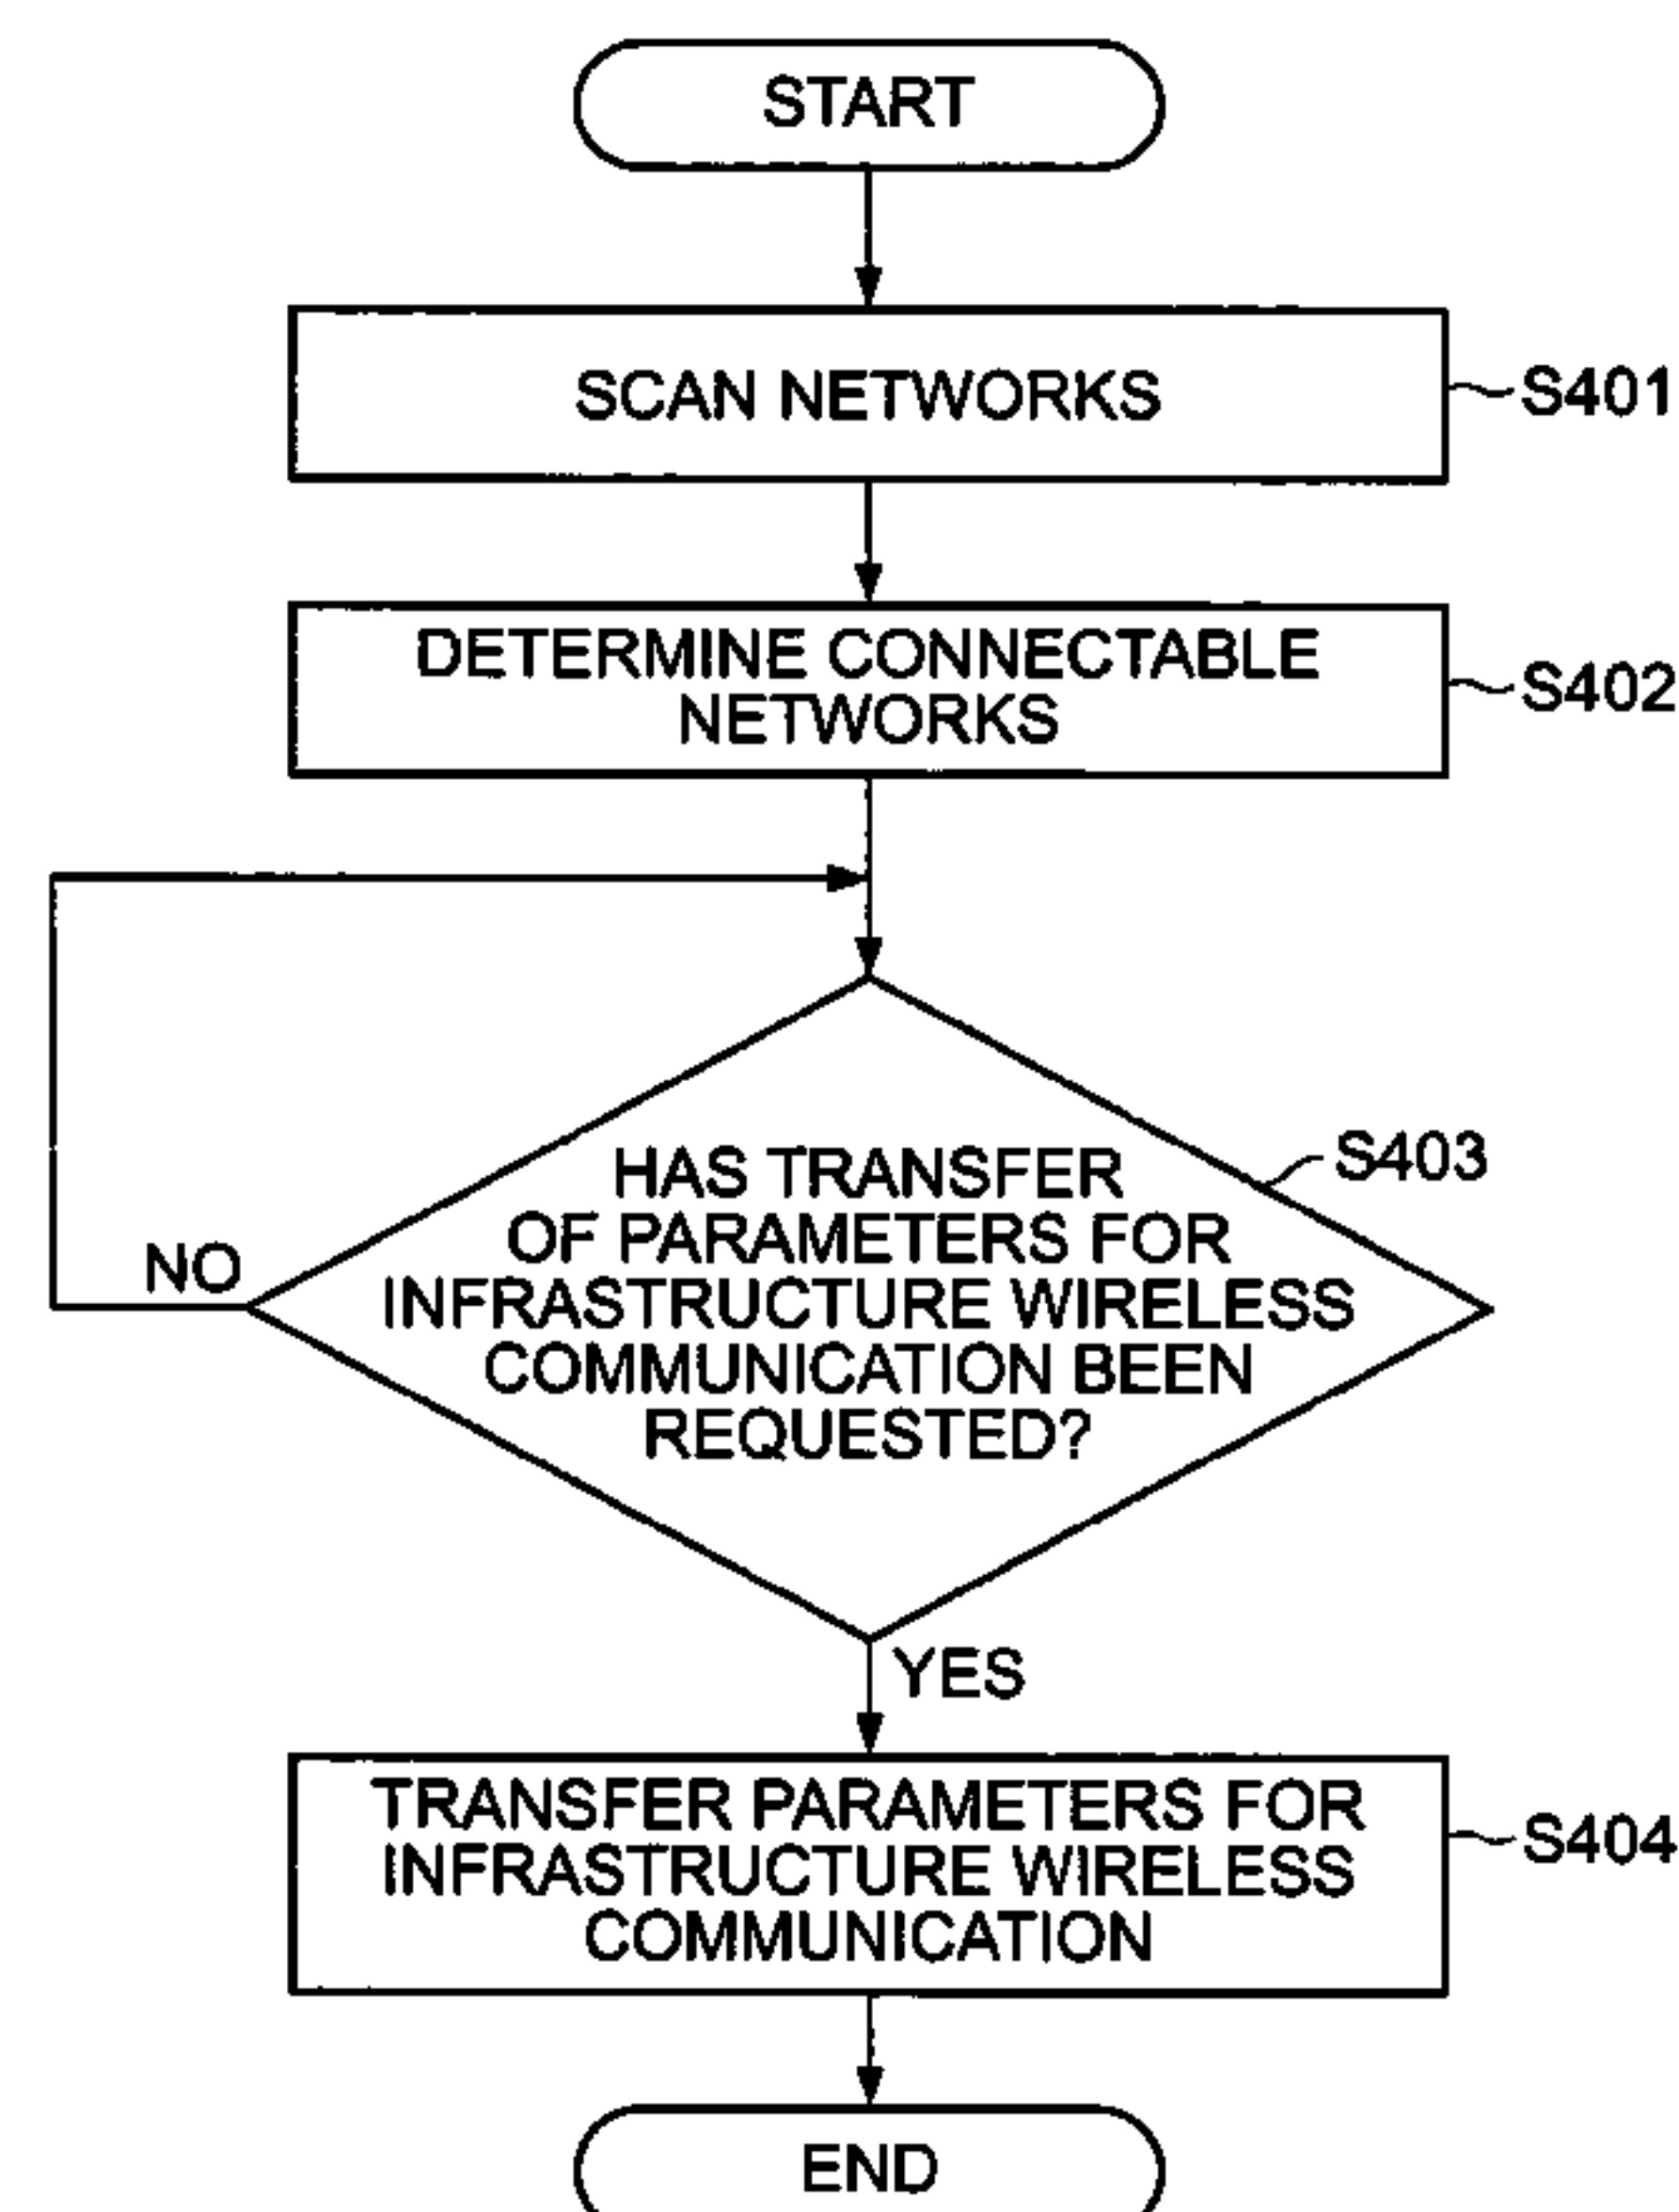 START
SCAN NETWORKS
S401
DETERMINE CONNECTABLE
NETWORKS
S402
HAS TRANSFER
OF PARAMETERS FOR
INFRASTRUCTURE WIRELESS
COMMUNICATION BEEN
REQUESTED?
S403
NO
YES
TRANSFER PARAMETERS FOR
INFRASTRUCTURE WIRELESS
COMMUNICATION
S404
END